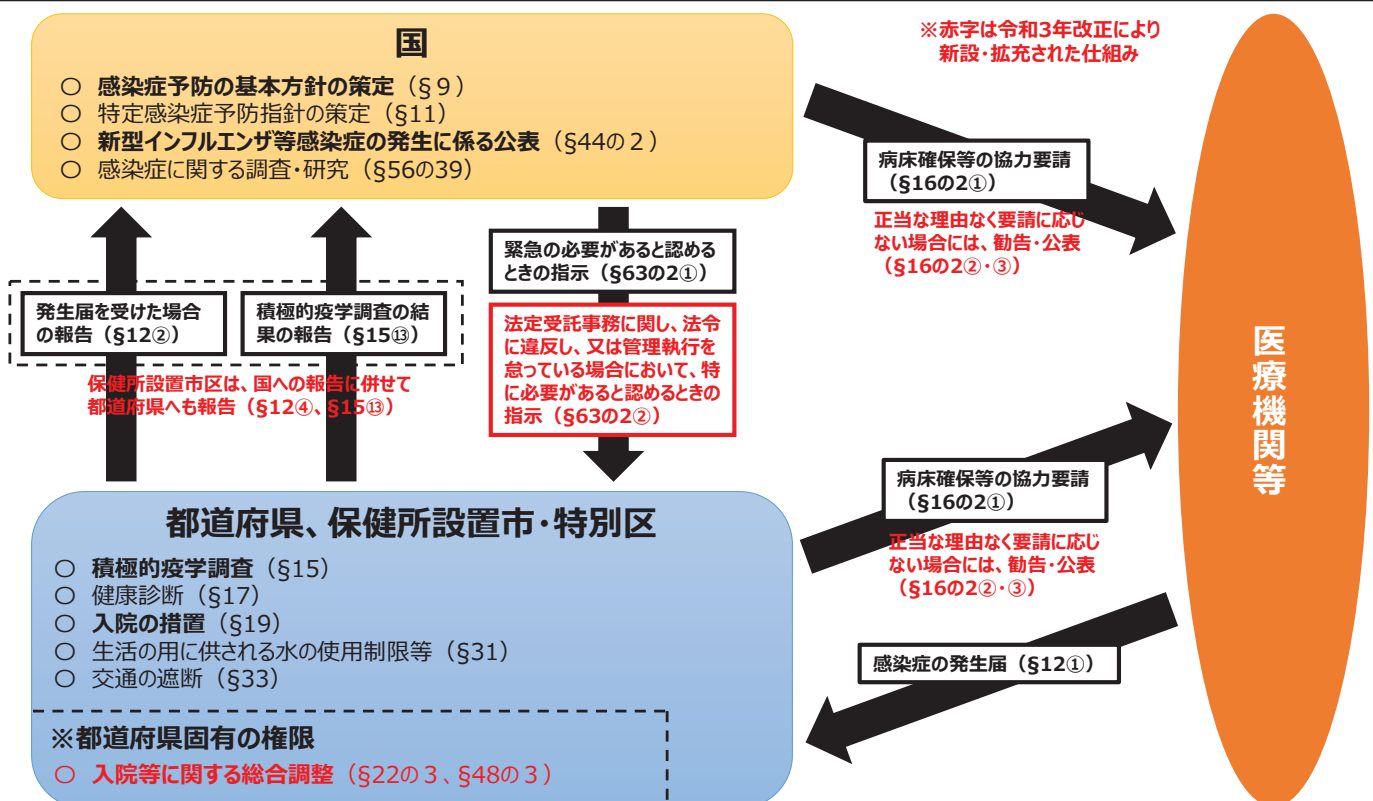 ※赤字は令和3年改正により
新設・拡充された仕組み
国
○ 感染症予防の基本方針の策定（§９）
○ 特定感染症予防指針の策定（§11）
○ 新型インフルエンザ等感染症の発生に係る公表（§44の２）
○ 感染症に関する調査・研究（§56の39）
病床確保等の協力要請
（§16の2①）
正当な理由なく要請に応じ
ない場合には、勧告・公表
（§16の2②・③）
緊急の必要があると認める
ときの指示（§63の2①）
発生届を受けた場合
の報告（§12②）
積極的疫学調査の結
果の報告（§15⑬）
法定受託事務に関し、法令
に違反し、又は管理執行を
怠っている場合において、特
に必要があると認めるときの
指示（§63の2②）
保健所設置市区は、国への報告に併せて
都道府県へも報告（§12④、§15⑬）
医療機関等
病床確保等の協力要請
（§16の2①）
正当な理由なく要請に応じ
ない場合には、勧告・公表
（§16の2②・③）
都道府県、保健所設置市・特別区
○ 積極的疫学調査（§15）
○ 健康診断（§17）
○ 入院の措置（§19）
○ 生活の用に供される水の使用制限等（§31）
○ 交通の遮断（§33）
感染症の発生届（§12①）
※都道府県固有の権限
○ 入院等に関する総合調整（§22の３、§48の３）